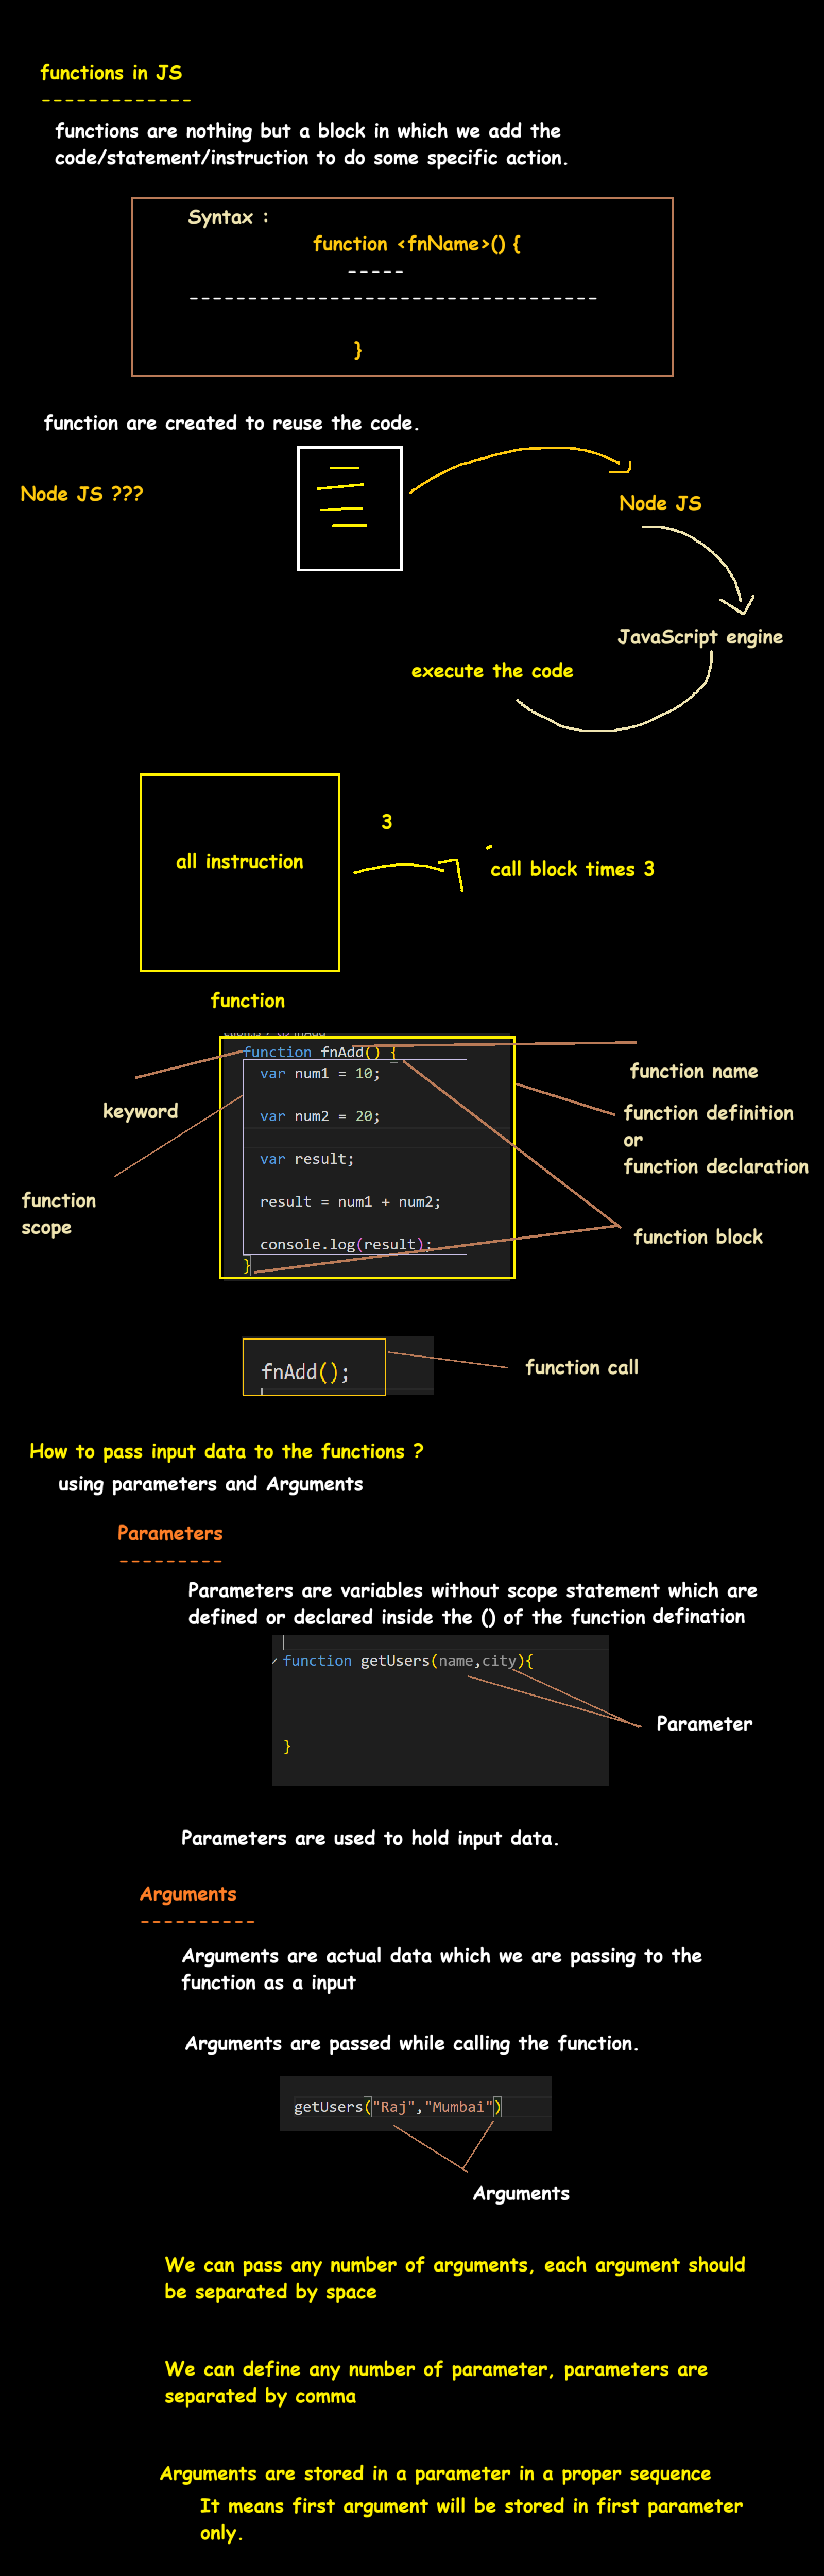 functions in JS
-------------
functions are nothing but a block in which we add the
code/statement/instruction to do some specific action.
Syntax :
function <fnName>() {
-----
-----------------------------------
}
function are created to reuse the code.
Node JS ???
Node JS
JavaScript engine
execute the code
3
all instruction
call block times 3
function
function fnAdd() {
var num1 = 10;
var num2 = 20;
var result;
result = num1 + num2;
console.log(result);
}
keyword
function
scope
function name
function definition
or
function declaration
function block
fnAdd();
function call
How to pass input data to the functions ?
using parameters and Arguments
Parameters
---------
Parameters are variables without scope statement which are
defined or declared inside the () of the function defination
function getUsers(name,city){
}
Parameter
Parameters are used to hold input data.
Arguments
----------
Arguments are actual data which we are passing to the
function as a input
Arguments are passed while calling the function.
getUsers("Raj","Mumbai")
Arguments
We can pass any number of arguments, each argument should
be separated by space
We can define any number of parameter, parameters are
separated by comma
Arguments are stored in a parameter in a proper sequence
It means first argument will be stored in first parameter
only.